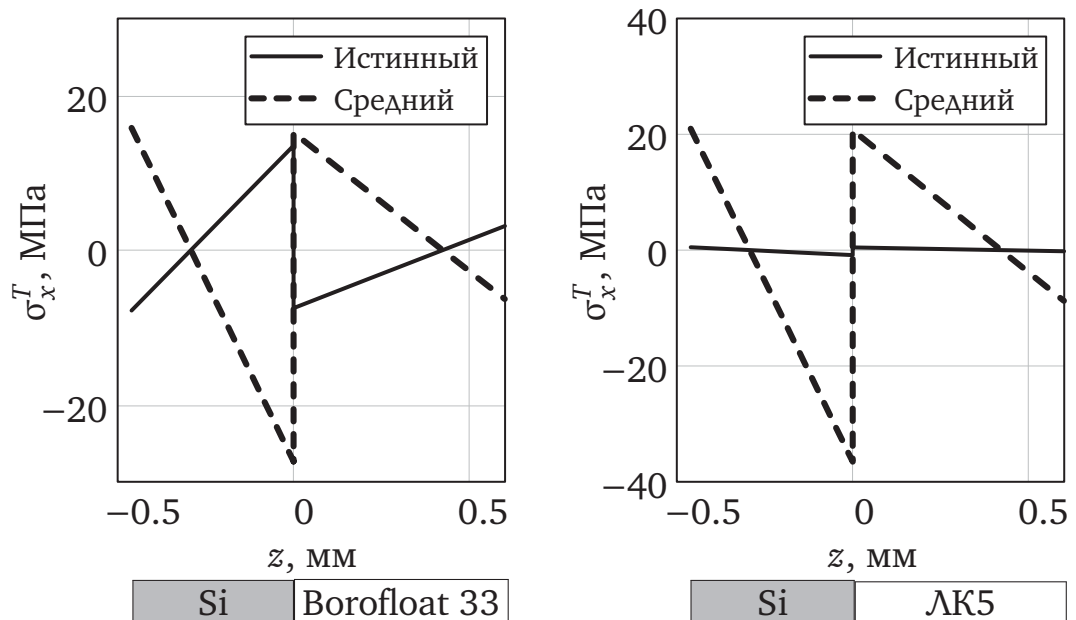 Истинный
Средний
20
0
−20
σ_x^T, МПа
−0.5
0
0.5
z, мм
Si
Borofloat 33
Истинный
Средний
40
20
0
−20
−40
σ_x^T, МПа
−0.5
0
0.5
z, мм
Si
ЛК5